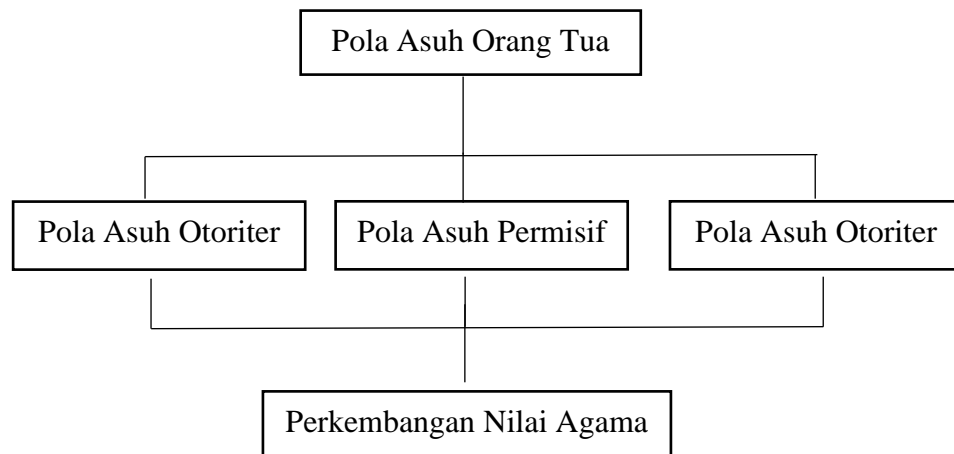 Pola Asuh Orang Tua
Pola Asuh Otoriter
Pola Asuh Permisif
Pola Asuh Otoriter
Perkembangan Nilai Agama